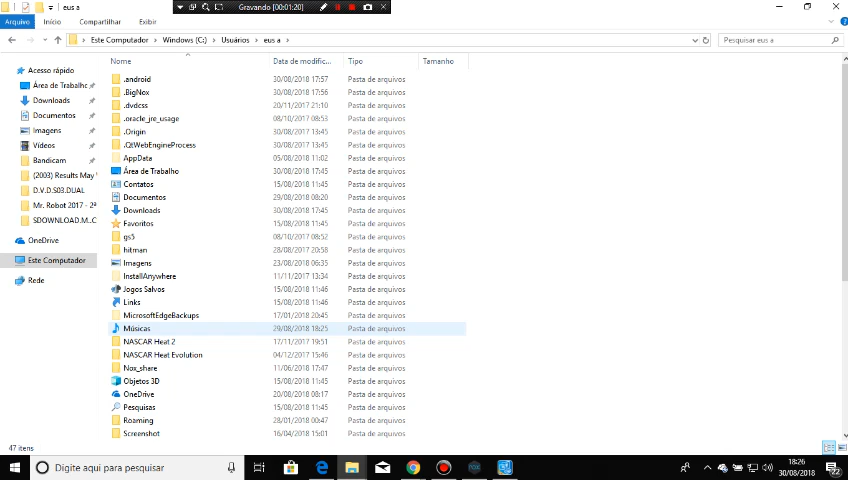 eus a
Gravando [00:01:20]
Arquivo Início Compartilhar Exibir
Este Computador Windows (C:) Usuários eus a
Pesquisar eus a
Nome Data de modific... Tipo Tamanho
Acesso rápido
Área de Trabalho
Downloads
Documentos
Imagens
Vídeos
Bandicam
(2003) Results May
D.V.D.S03.DUAL
Mr. Robot 2017 - 2ª
SDOWNLOAD.M..C
OneDrive
Este Computador
Rede
.android 30/08/2018 17:57 Pasta de arquivos
.BigNox 30/08/2018 17:56 Pasta de arquivos
.dvdcss 20/11/2017 21:10 Pasta de arquivos
.oracle_jre_usage 08/10/2017 08:53 Pasta de arquivos
.Origin 30/08/2017 13:45 Pasta de arquivos
.QtWebEngineProcess 30/08/2017 13:45 Pasta de arquivos
AppData 05/08/2018 11:02 Pasta de arquivos
Área de Trabalho 30/08/2018 17:45 Pasta de arquivos
Contatos 15/08/2018 11:45 Pasta de arquivos
Documentos 29/08/2018 08:20 Pasta de arquivos
Downloads 30/08/2018 17:45 Pasta de arquivos
Favoritos 15/08/2018 11:45 Pasta de arquivos
gs5 08/10/2017 08:52 Pasta de arquivos
hitman 28/08/2017 20:58 Pasta de arquivos
Imagens 23/08/2018 06:35 Pasta de arquivos
InstallAnywhere 11/11/2017 13:34 Pasta de arquivos
Jogos Salvos 15/08/2018 11:46 Pasta de arquivos
Links 15/08/2018 11:46 Pasta de arquivos
MicrosoftEdgeBackups 17/01/2018 20:45 Pasta de arquivos
Músicas 29/08/2018 18:25 Pasta de arquivos
NASCAR Heat 2 17/11/2017 19:51 Pasta de arquivos
NASCAR Heat Evolution 04/12/2017 15:46 Pasta de arquivos
Nox_share 11/06/2018 17:47 Pasta de arquivos
Objetos 3D 15/08/2018 11:45 Pasta de arquivos
OneDrive 20/08/2018 08:17 Pasta de arquivos
Pesquisas 15/08/2018 11:45 Pasta de arquivos
Roaming 28/01/2018 00:47 Pasta de arquivos
Screenshot 16/04/2018 15:01 Pasta de arquivos
47 itens
Digite aqui para pesquisar
18:26
30/08/2018
22